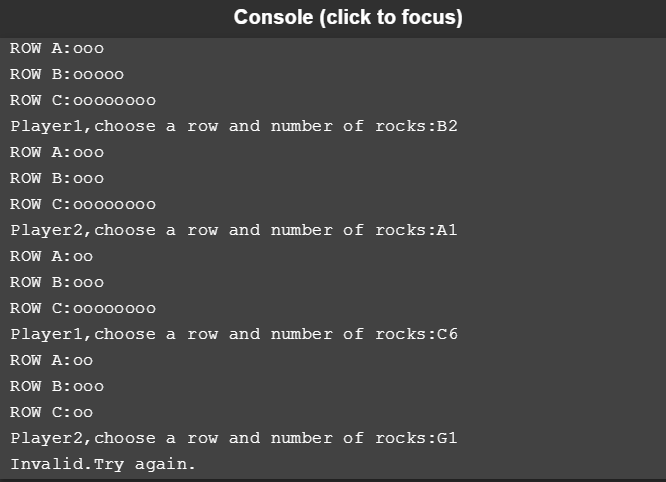 Console (click to focus)
ROW A:ooo
ROW B:ooooo
ROW C:oooooooo
Player1,choose a row and number of rocks:B2
ROW A:ooo
ROW B:ooo
ROW C:oooooooo
Player2,choose a row and number of rocks:A1
ROW A:oo
ROW B:ooo
ROW C:oooooooo
Player1,choose a row and number of rocks:C6
ROW A:oo
ROW B:ooo
ROW C:oo
Player2,choose a row and number of rocks:G1
Invalid.Try again.